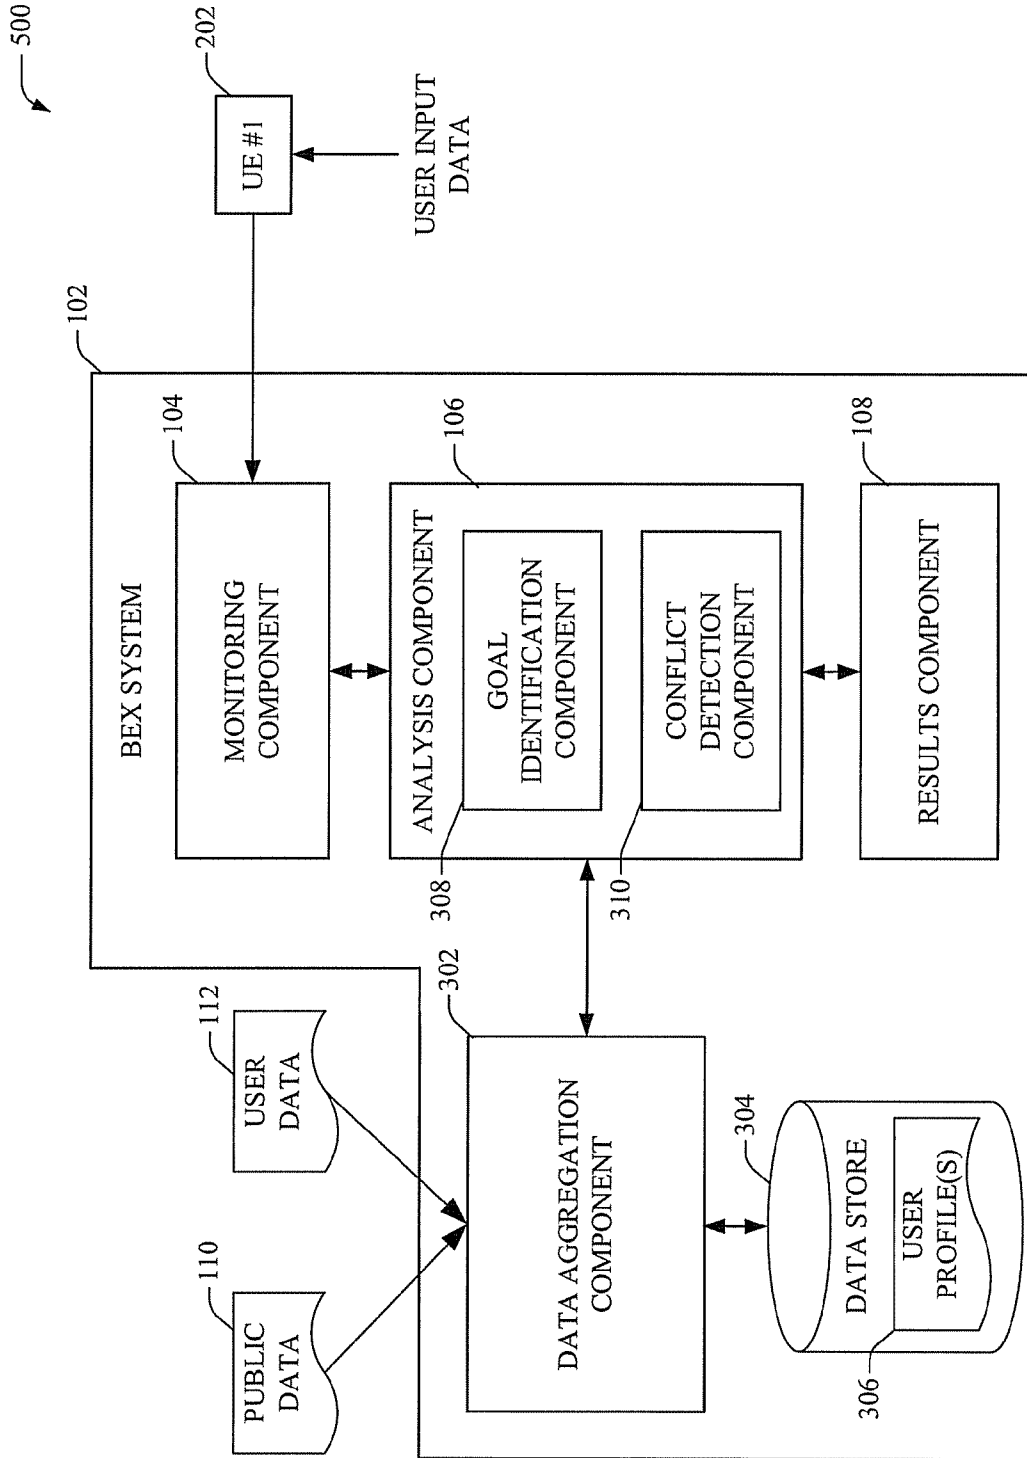 500
110
PUBLIC
DATA
112
USER
DATA
102
BEX SYSTEM
202
UE #1
USER INPUT
DATA
104
MONITORING
COMPONENT
302
DATA AGGREGATION
COMPONENT
106
ANALYSIS COMPONENT
308
GOAL
IDENTIFICATION
COMPONENT
310
CONFLICT
DETECTION
COMPONENT
304
DATA STORE
306
USER
PROFILE(S)
108
RESULTS COMPONENT